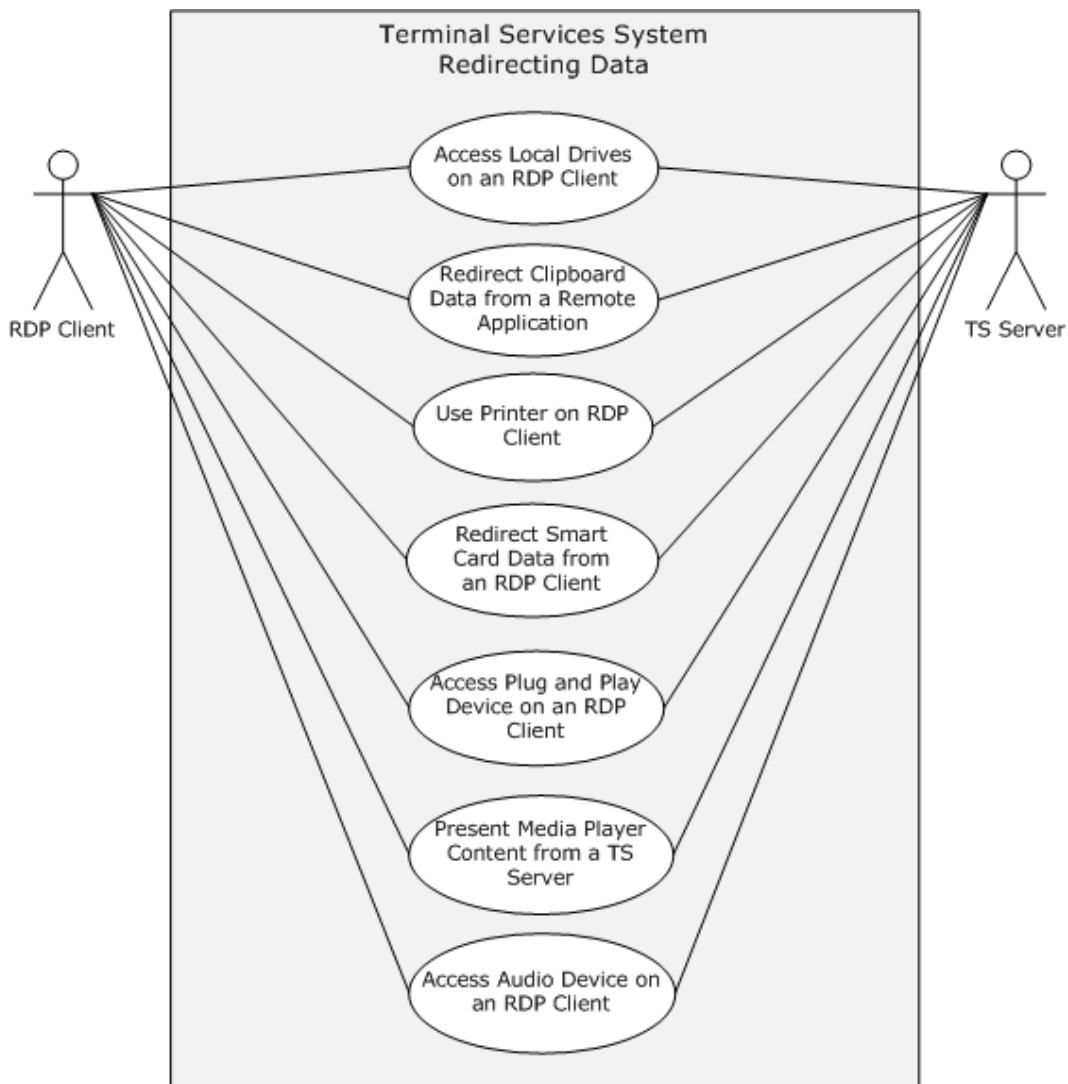 Terminal Services System
Redirecting Data
Access Local Drives
on an RDP Client
RDP Client
TS Server
Redirect Clipboard
Data from a Remote
Application
Use Printer on RDP
Client
Redirect Smart
Card Data from
an RDP Client
Access Plug and Play
Device on an RDP
Client
Present Media Player
Content from a TS
Server
Access Audio Device on
an RDP Client